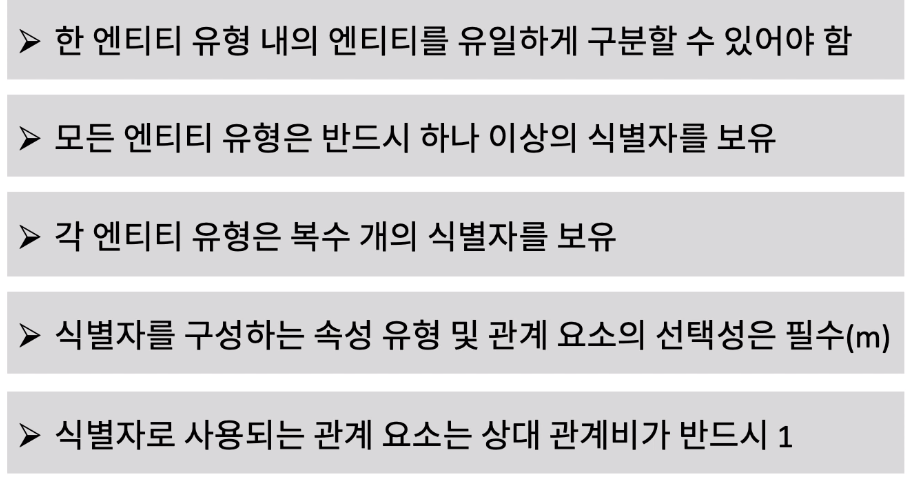 ➢ 한 엔티티 유형 내의 엔티티를 유일하게 구분할 수 있어야 함
➢ 모든 엔티티 유형은 반드시 하나 이상의 식별자를 보유
➢ 각 엔티티 유형은 복수 개의 식별자를 보유
➢ 식별자를 구성하는 속성 유형 및 관계 요소의 선택성은 필수(m)
➢ 식별자로 사용되는 관계 요소는 상대 관계비가 반드시 1